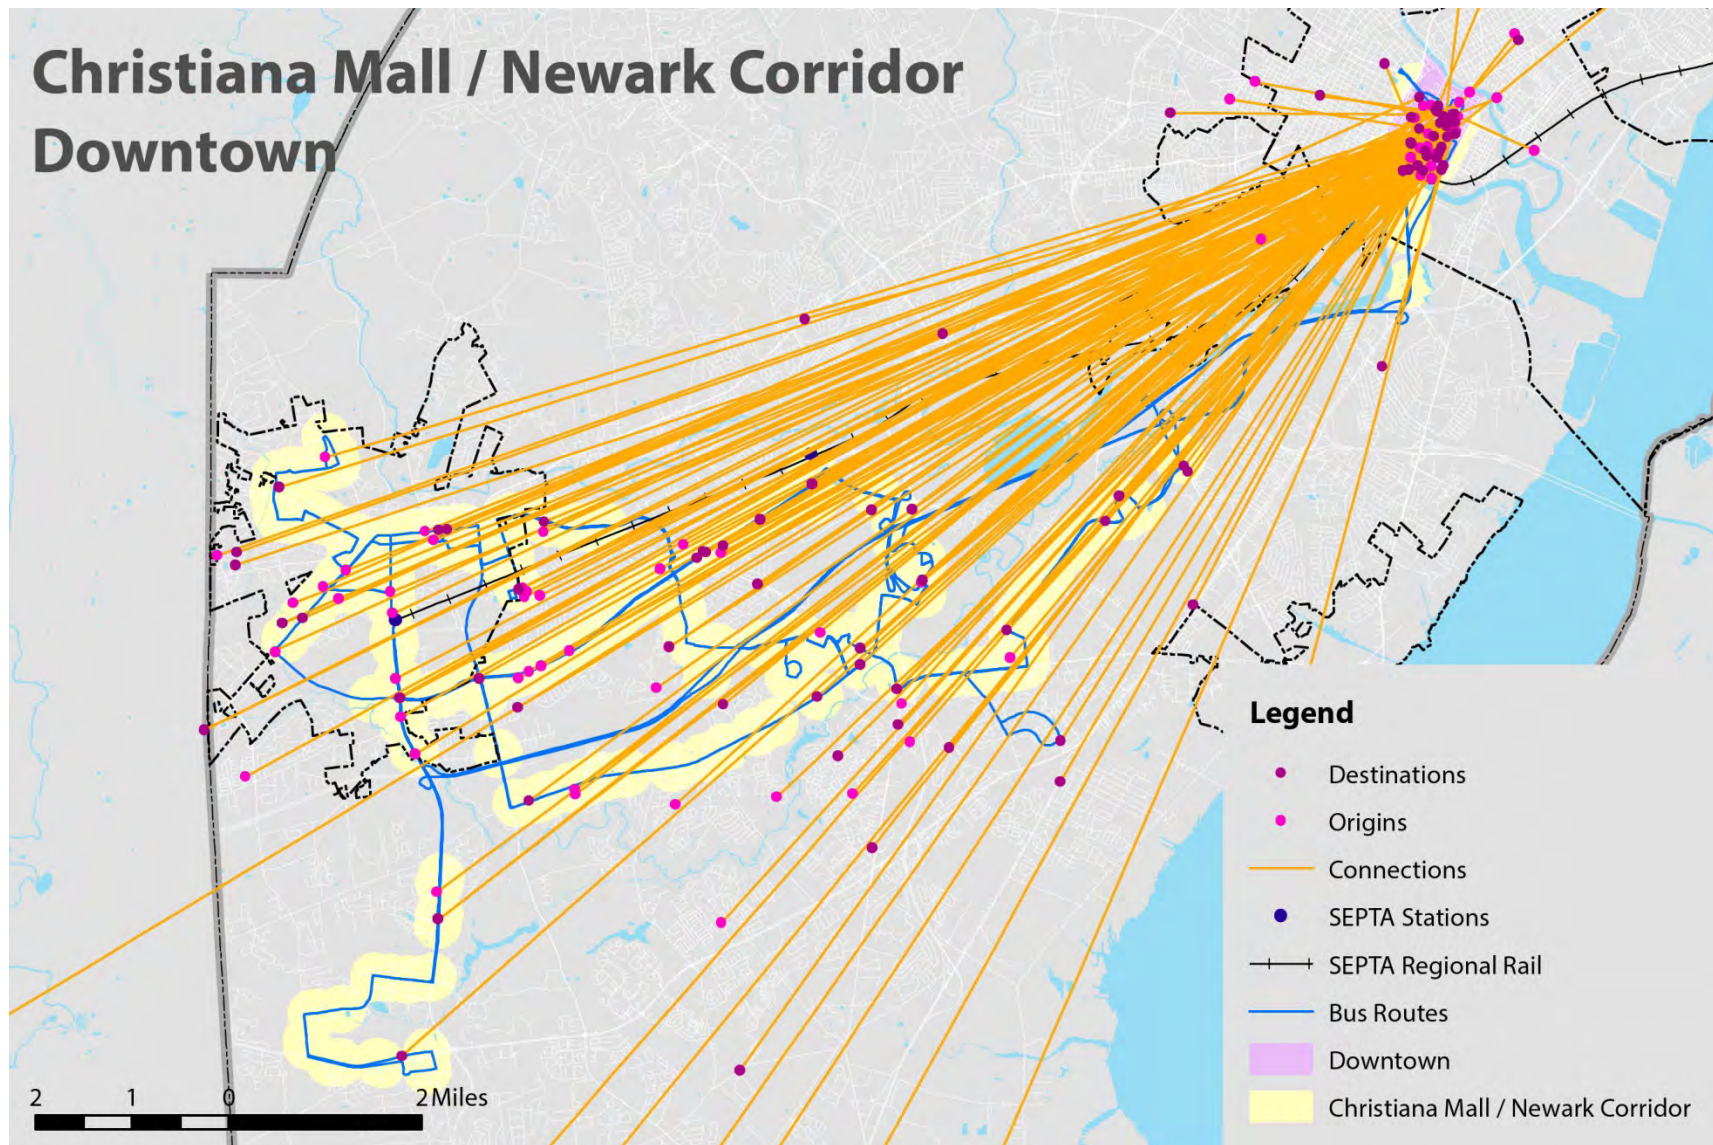 Christiana Mall / Newark Corridor
Downtown
Legend
Destinations
Origins
Connections
SEPTA Stations
SEPTA Regional Rail
Bus Routes
Downtown
Christiana Mall / Newark Corridor
2 1 0 2 Miles